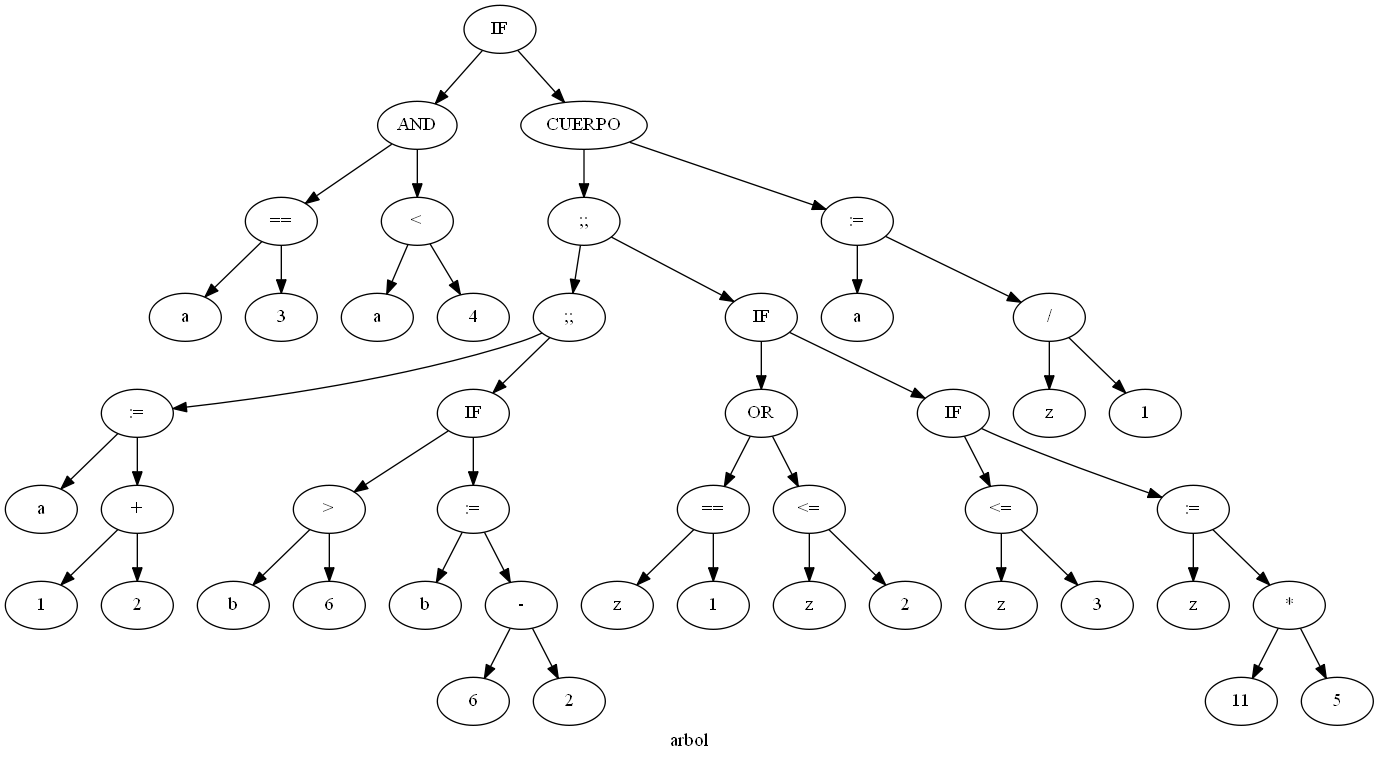 IF
AND CUERPO
== < ;; :=
a 3 a 4 ;; IF a /
:= IF OR IF z 1
a + > := == <= <= :=
1 2 b 6 b - z 1 z 2 z 3 z *
6 2 11 5
arbol